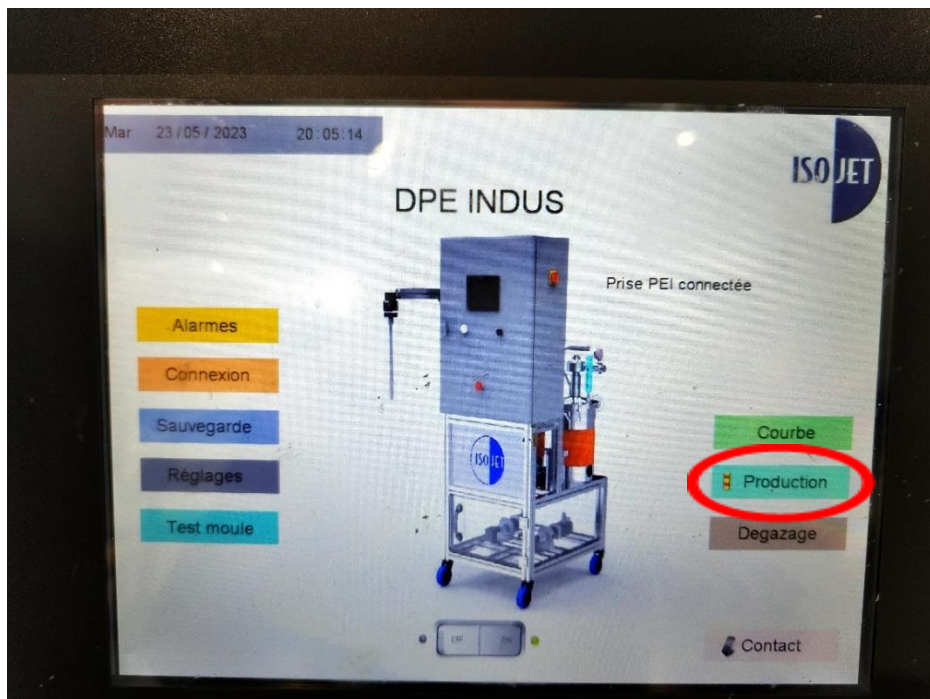 Mar 23/05/2023 20:05:14
ISOJET
DPE INDUS
Prise PEI connectée
Alarmes
Connexion
Sauvegarde
Réglages
Test moule
ISOJET
Courbe
Production
Degazage
OFF
Contact